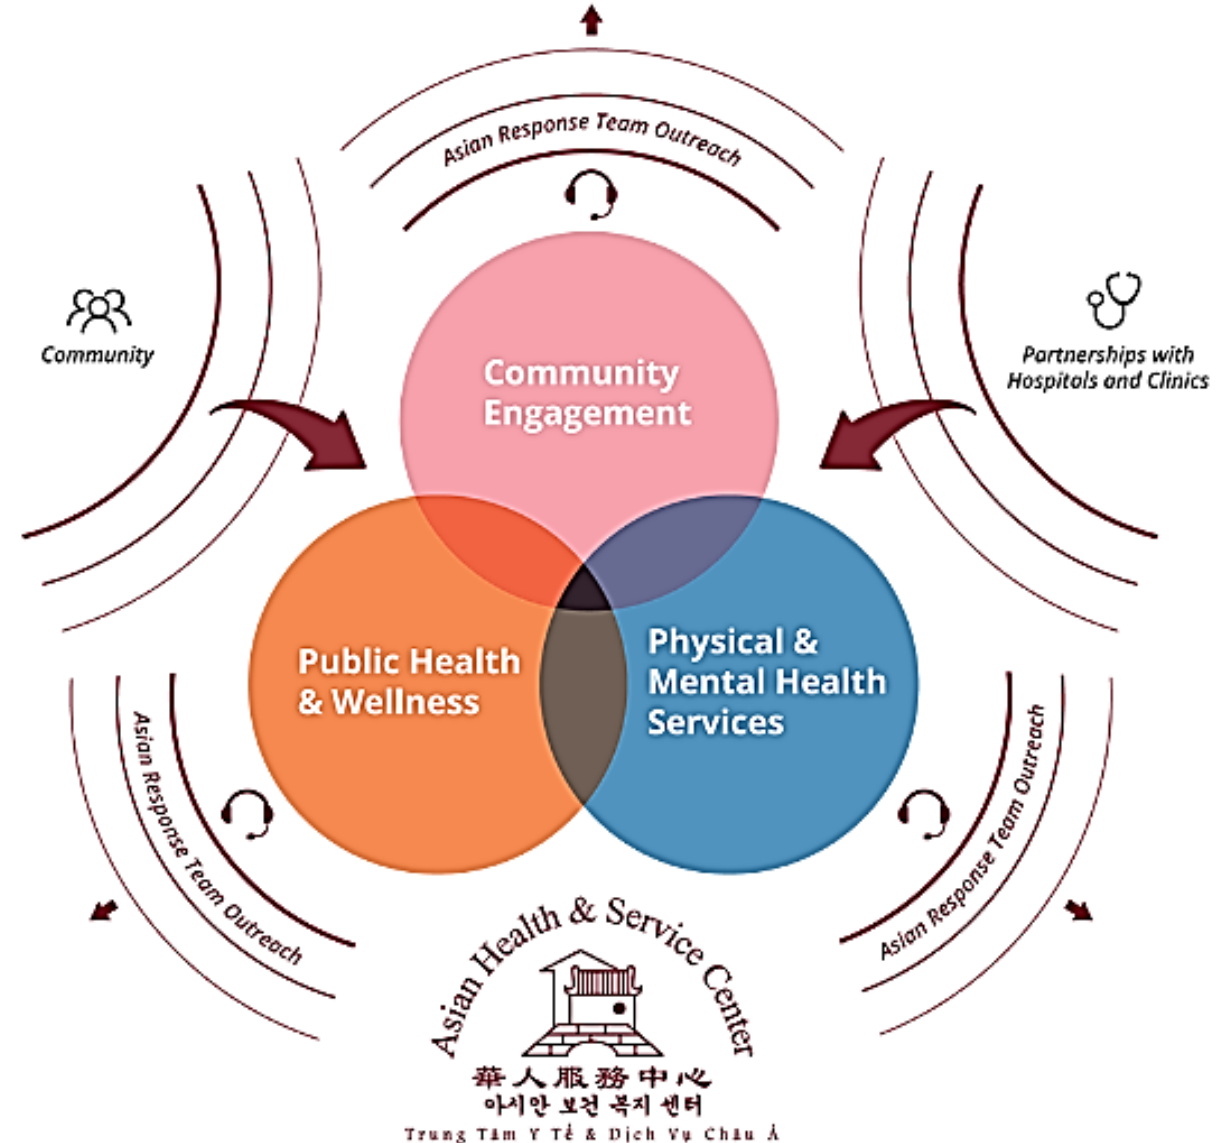 Asian Response Team Outreach
Community
Partnerships with
Hospitals and Clinics
Community
Engagement
Public Health
& Wellness
Physical &
Mental Health
Services
Asian Response Team Outreach
Asian Response Team Outreach
Asian Health & Service Center
華人服務中心
아시안 보건 복지 센터
Trung Tâm Y Tế & Dịch Vụ Châu Á